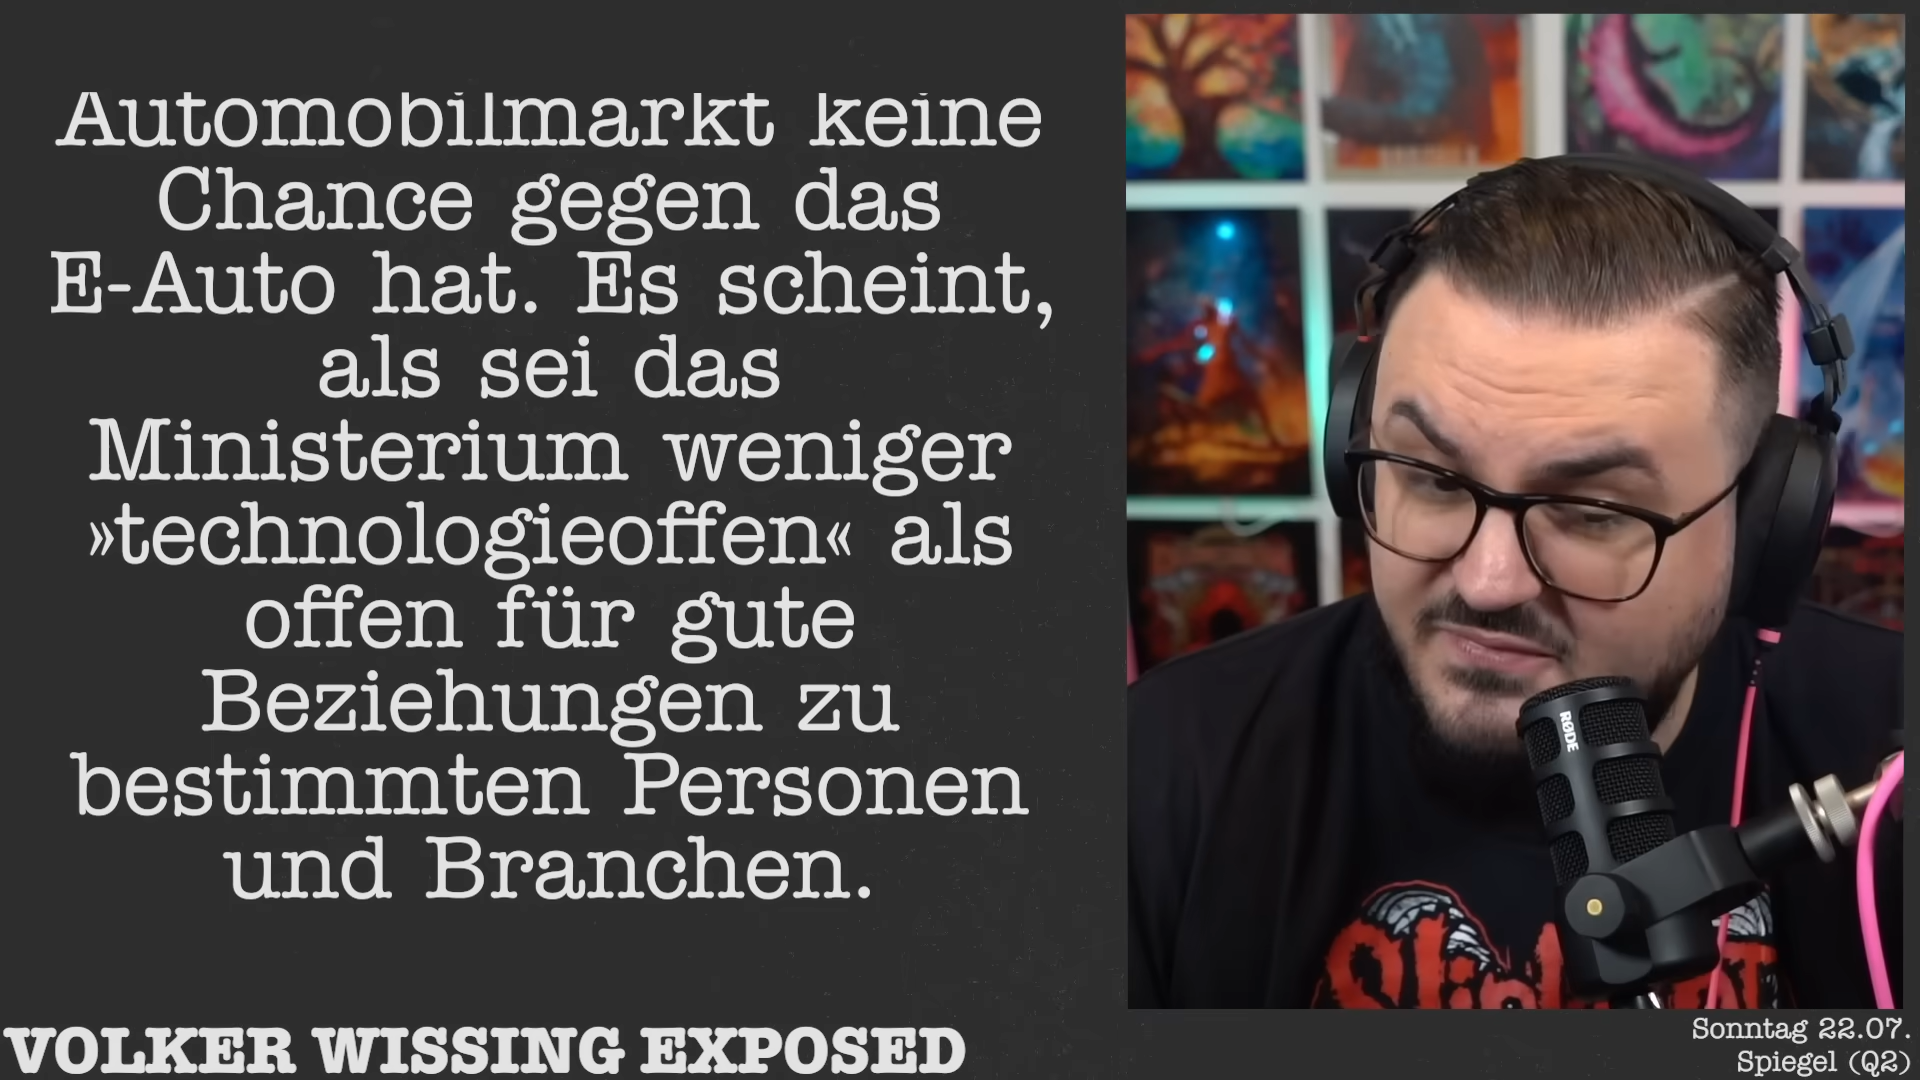 Automobilmarkt keine
Chance gegen das
E-Auto hat. Es scheint,
als sei das
Ministerium weniger
»technologieoffen« als
offen für gute
Beziehungen zu
bestimmten Personen
und Branchen.
RØDE
VOLKER WISSING EXPOSED
Sonntag 22.07.
Spiegel (Q2)